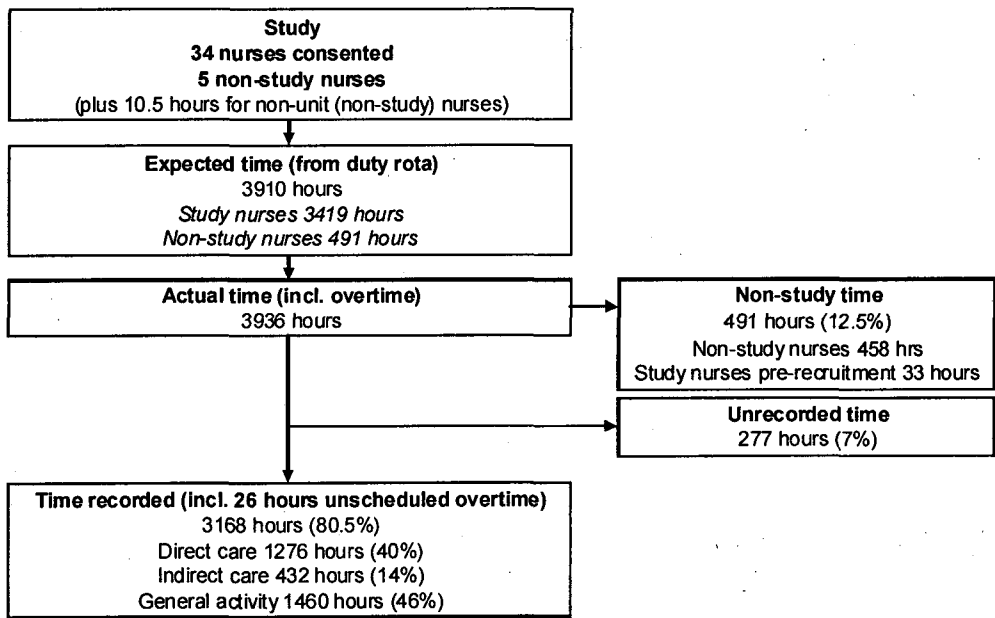 Study
34 nurses consented
5 non-study nurses
(plus 10.5 hours for non-unit (non-study) nurses)
Expected time (from duty rota)
3910 hours
Study nurses 3419 hours
Non-study nurses 491 hours
Actual time (incl. overtime)
3936 hours
Non-study time
491 hours (12.5%)
Non-study nurses 458 hrs
Study nurses pre-recruitment 33 hours
Unrecorded time
277 hours (7%)
Time recorded (incl. 26 hours unscheduled overtime)
3168 hours (80.5%)
Direct care 1276 hours (40%)
Indirect care 432 hours (14%)
General activity 1460 hours (46%)